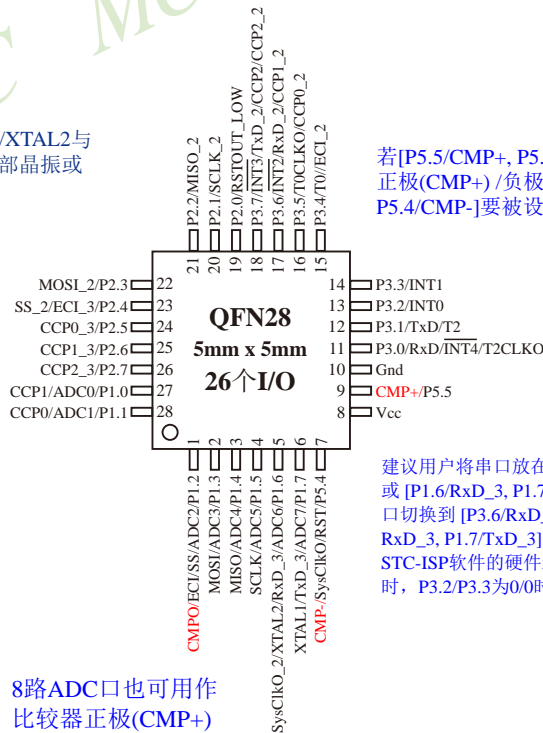 /XTAL2与
部晶振或
若[P5.5/CMP+, P5.
正极(CMP+) /负极
P5.4/CMP-]要被设
P2.2/MISO_2
P2.1/SCLK_2
P2.0/RSTOUT_LOW
P3.7/INT3/TxD_2/CCP2/CCP2_2
P3.6/INT2/RxD_2/CCP1_2
P3.5/T0CLKO/CCP0_2
P3.4/T0//ECI_2
21
20
19
18
17
16
15
MOSI_2/P2.3 22
SS_2/ECI_3/P2.4 23
CCP0_3/P2.5 24
CCP1_3/P2.6 25
CCP2_3/P2.7 26
CCP1/ADC0/P1.0 27
CCP0/ADC1/P1.1 28
QFN28
5mm x 5mm
26个I/O
14 P3.3/INT1
13 P3.2/INT0
12 P3.1/TxD/T2
11 P3.0/RxD/INT4/T2CLKO
10 Gnd
9 CMP+/P5.5
8 Vcc
1
2
3
4
5
6
7
CMPO/ECI/SS/ADC2/P1.2
MOSI/ADC3/P1.3
MISO/ADC4/P1.4
SCLK/ADC5/P1.5
SysClkO_2/XTAL2/RxD_3/ADC6/P1.6
XTAL1/TxD_3/ADC7/P1.7
CMP-/SysClkO/RST/P5.4
建议用户将串口放在
或 [P1.6/RxD_3, P1.7
口切换到 [P3.6/RxD_
RxD_3, P1.7/TxD_3]
STC-ISP软件的硬件
时，P3.2/P3.3为0/0时
8路ADC口也可用作
比较器正极(CMP+)